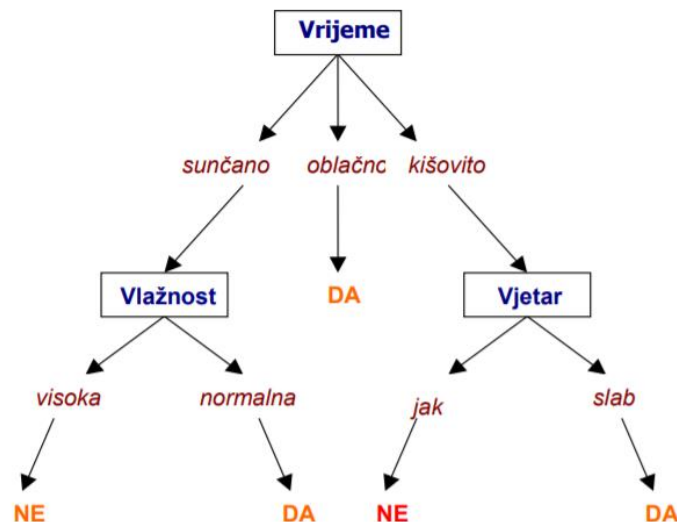 Vrijeme
sunčano oblačno kišovito
Vlažnost DA Vjetar
visoka normalna jak slab
NE DA NE DA